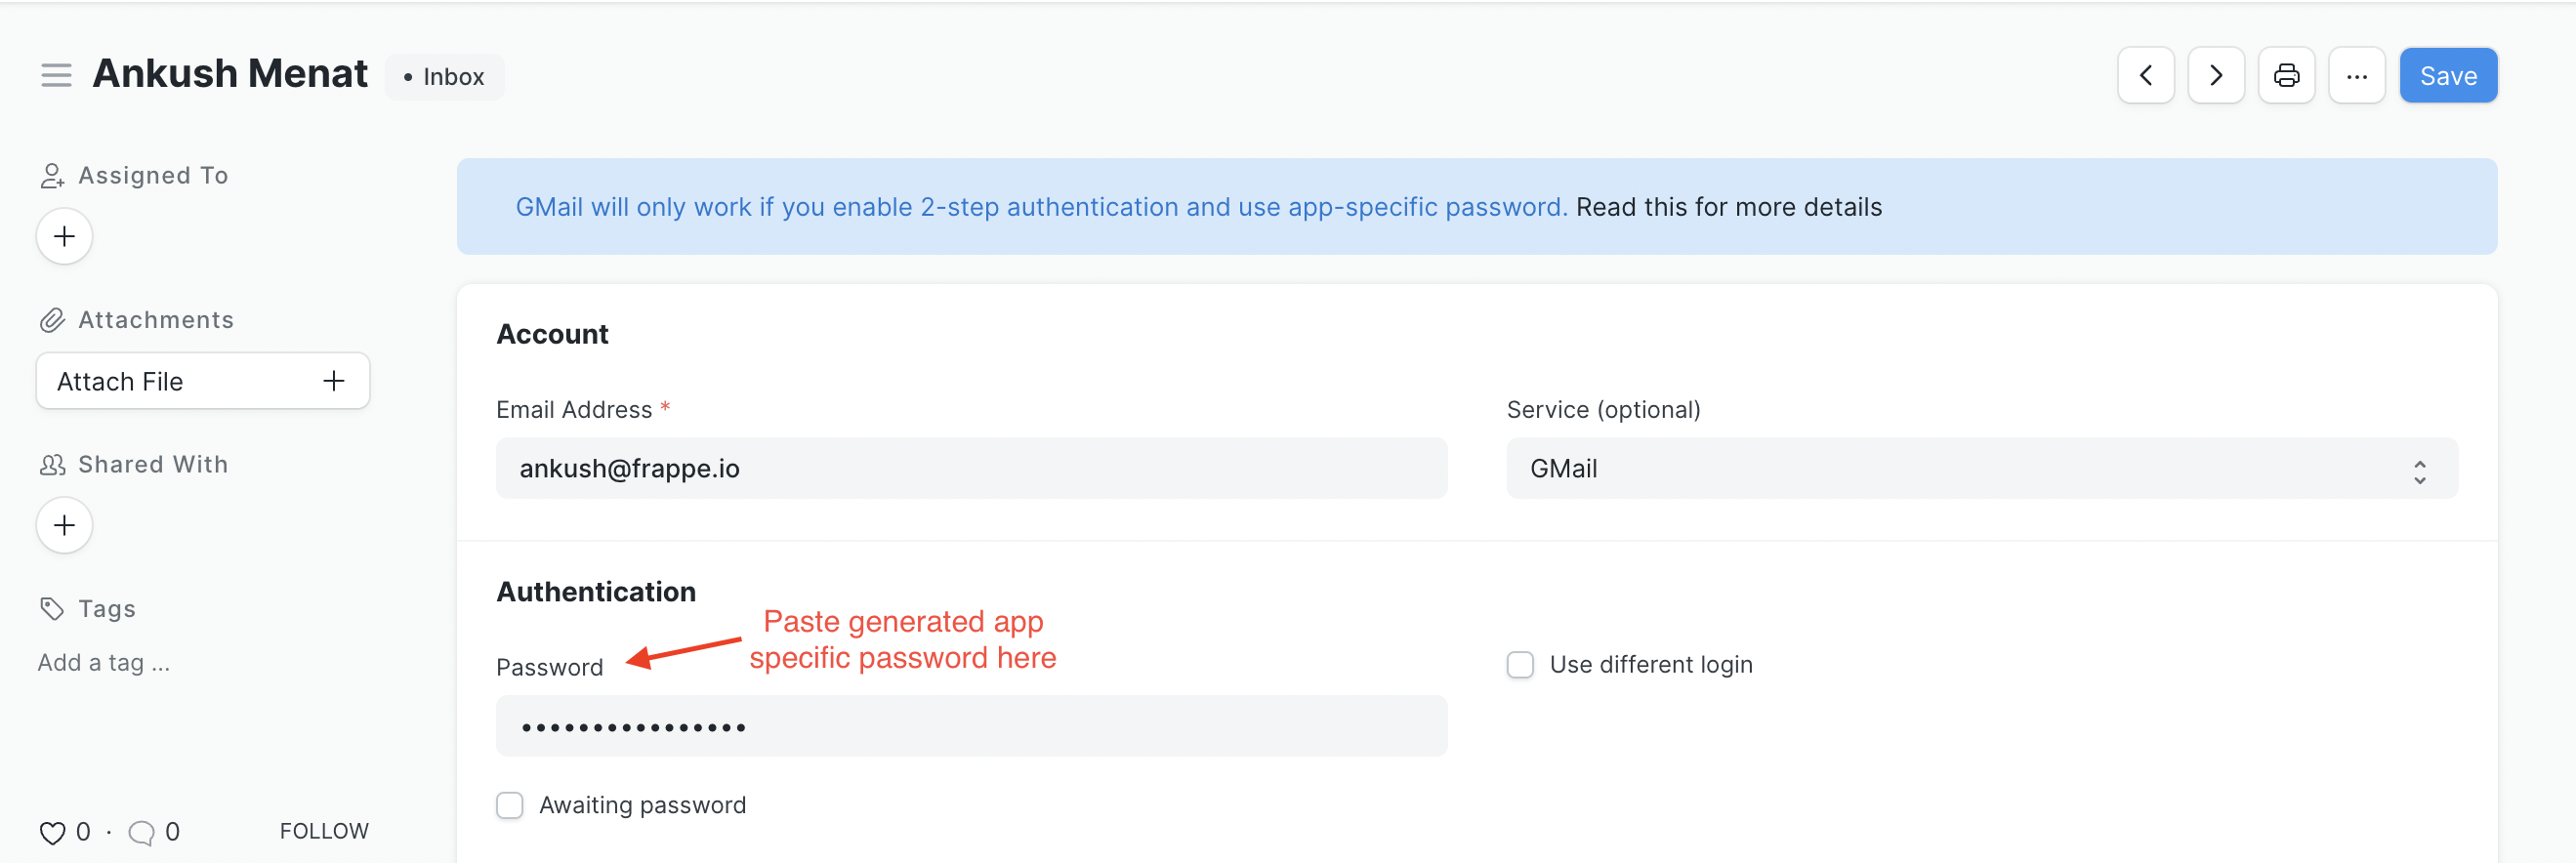 Ankush Menat
• Inbox
...
Save
Assigned To
Attachments
Attach File
Shared With
Tags
Add a tag ...
0 · 0
FOLLOW
GMail will only work if you enable 2-step authentication and use app-specific password. Read this for more details
Account
Email Address *
ankush@frappe.io
Service (optional)
GMail
Authentication
Paste generated app
specific password here
Password
••••••••••••••••
Use different login
Awaiting password